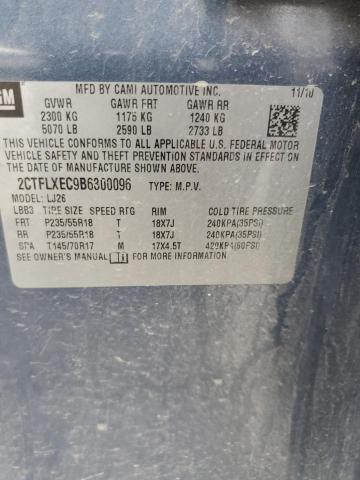 GM
MFD BY CAMI AUTOMOTIVE INC. 11/10
GVWR GAWR FRT GAWR RR
2300 KG 1175 KG 1240 KG
5070 LB 2590 LB 2733 LB
THIS VEHICLE CONFORMS TO ALL APPLICABLE U.S. FEDERAL MOTOR
VEHICLE SAFETY AND THEFT PREVENTION STANDARDS IN EFFECT ON THE
DATE OF MANUFACTURE SHOWN ABOVE.
2CTFLXEC9B6300096 TYPE: M.P.V.
MODEL: LJ26
LBB3 TIRE SIZE SPEED RTG RIM COLD TIRE PRESSURE
FRT P235/55R18 T 18X7J 240KPA(35PSI)
RR P235/55R18 T 18X7J 240KPA(35PSI)
SPA T145/70R17 M 17X4.5T 420KPA(60PSI)
SEE OWNER'S MANUAL FOR MORE INFORMATION.